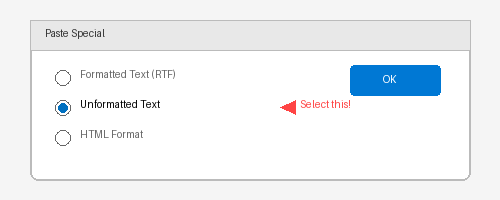 Paste Special
Formatted Text (RTF)
OK
Unformatted Text
Select this!
HTML Format